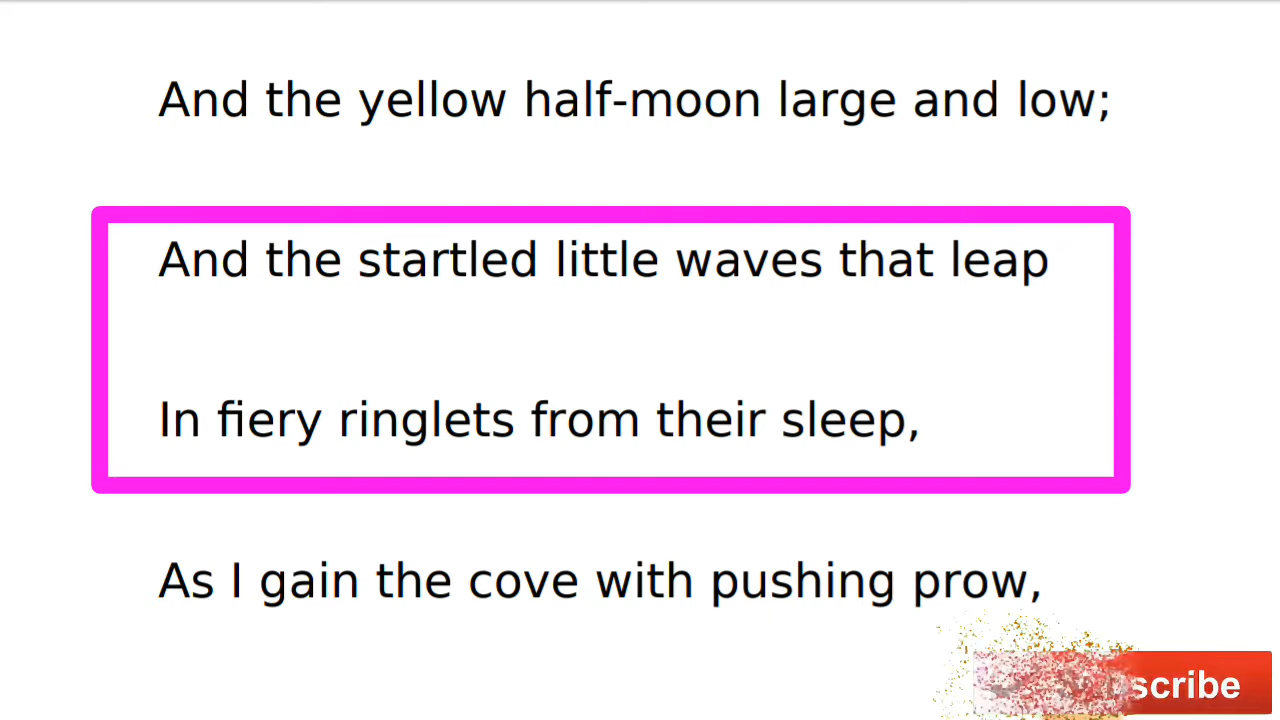 And the yellow half-moon large and low;
And the startled little waves that leap
In fiery ringlets from their sleep,
As I gain the cove with pushing prow,
scribe